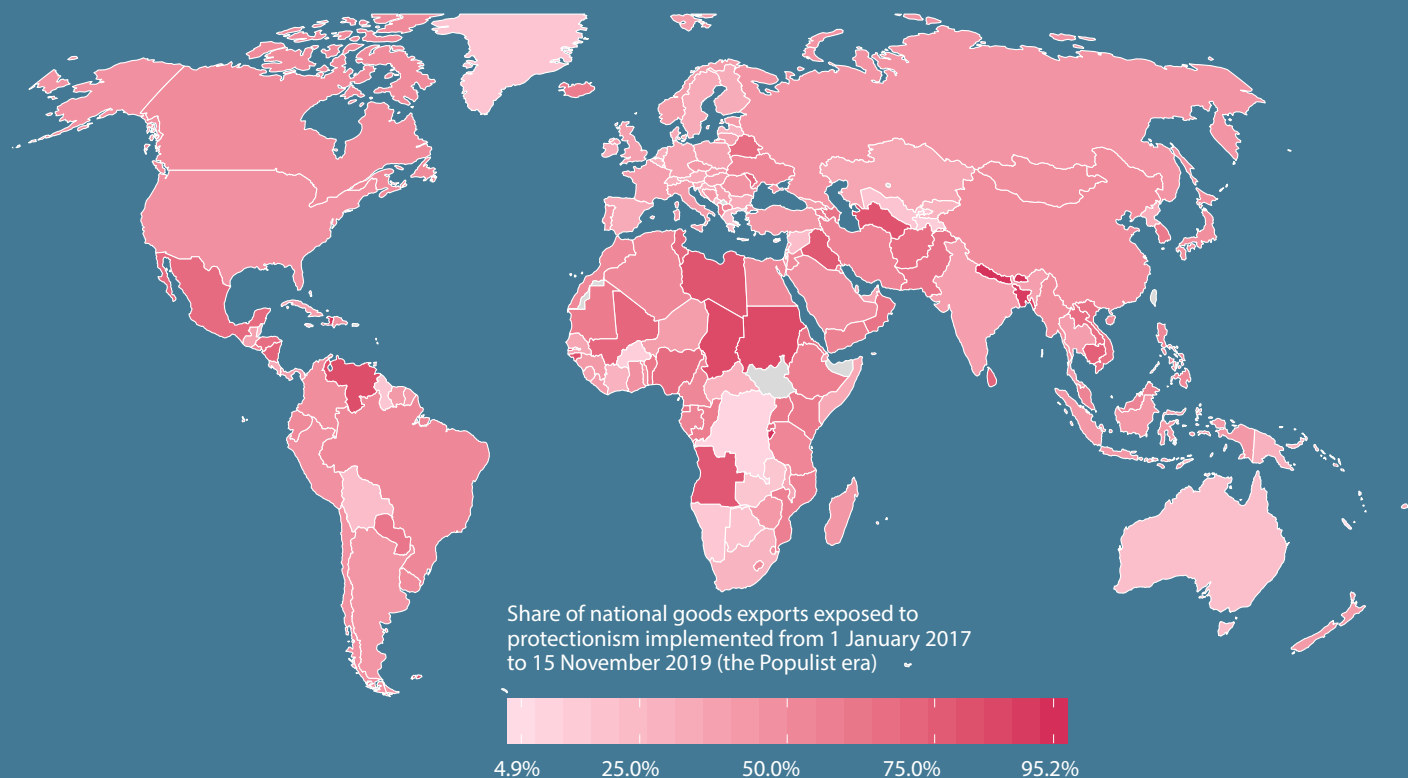 Share of national goods exports exposed to
protectionism implemented from 1 January 2017
to 15 November 2019 (the Populist era)
4.9% 25.0% 50.0% 75.0% 95.2%